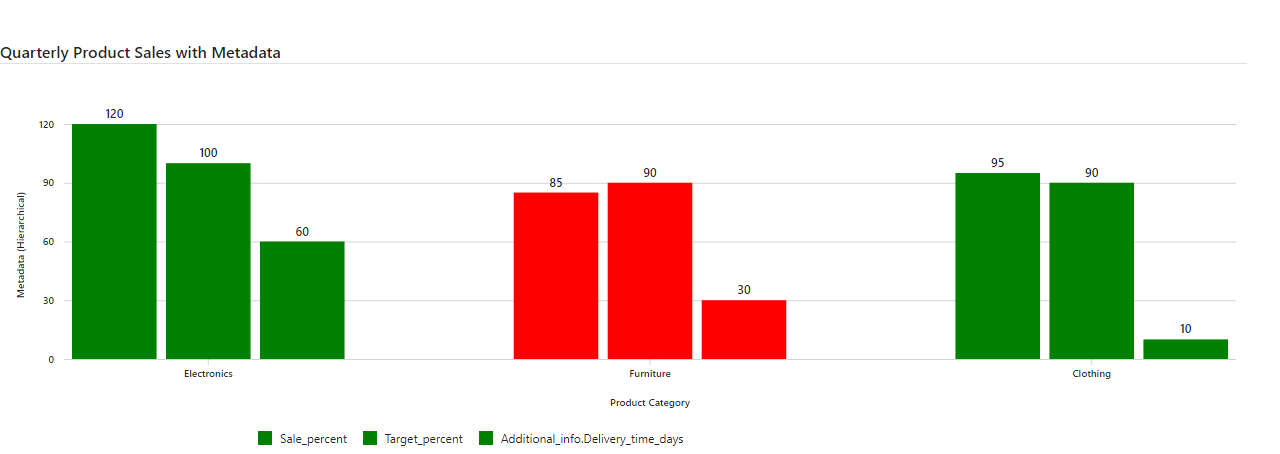 Quarterly Product Sales with Metadata
120
100
60
85
90
30
95
90
10
120
90
60
30
0
Metadata (Hierarchical)
Electronics
Furniture
Clothing
Product Category
Sale_percent
Target_percent
Additional_info.Delivery_time_days